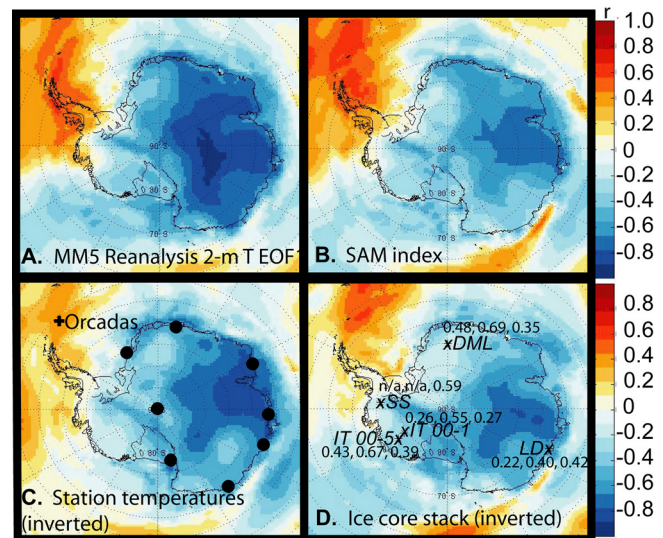 r
1.0
0.8
0.6
0.4
0.2
0
-0.2
-0.4
-0.6
-0.8
90°E
80°S
70°S
A. MM5 Reanalysis 2-m T EOF1
90°E
80°S
70°S
B. SAM index
+Orcadas
80°S
C. Station temperatures
(inverted)
0.48, 0.69, 0.35
xDML
n/a,n/a, 0.59
xSS
0.26, 0.55, 0.27
xIT 00-1
IT 00-5x
0.43, 0.67, 0.39
LDx
0.22, 0.40, 0.42
80°S
70°S
D. Ice core stack (inverted)
0.8
0.6
0.4
0.2
0
-0.2
-0.4
-0.6
-0.8